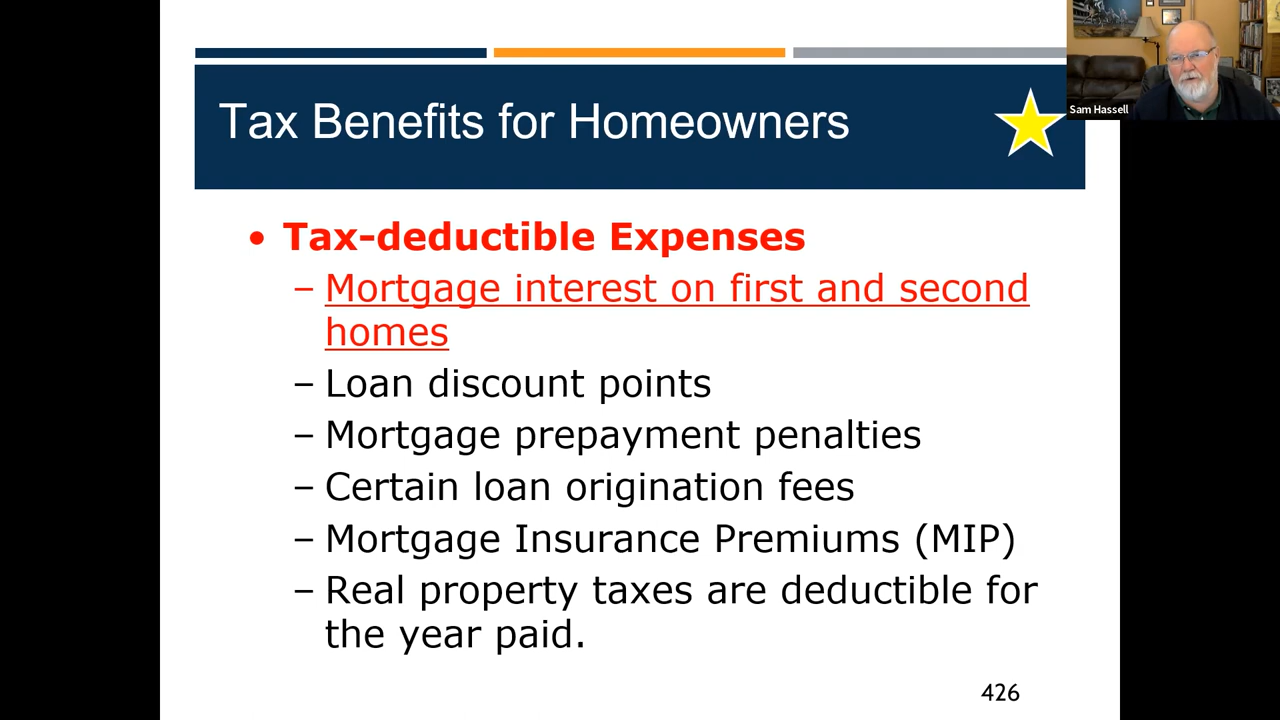 Tax Benefits for Homeowners
Sam Hassell
• Tax-deductible Expenses
– Mortgage interest on first and second
homes
– Loan discount points
– Mortgage prepayment penalties
– Certain loan origination fees
– Mortgage Insurance Premiums (MIP)
– Real property taxes are deductible for
the year paid.
426